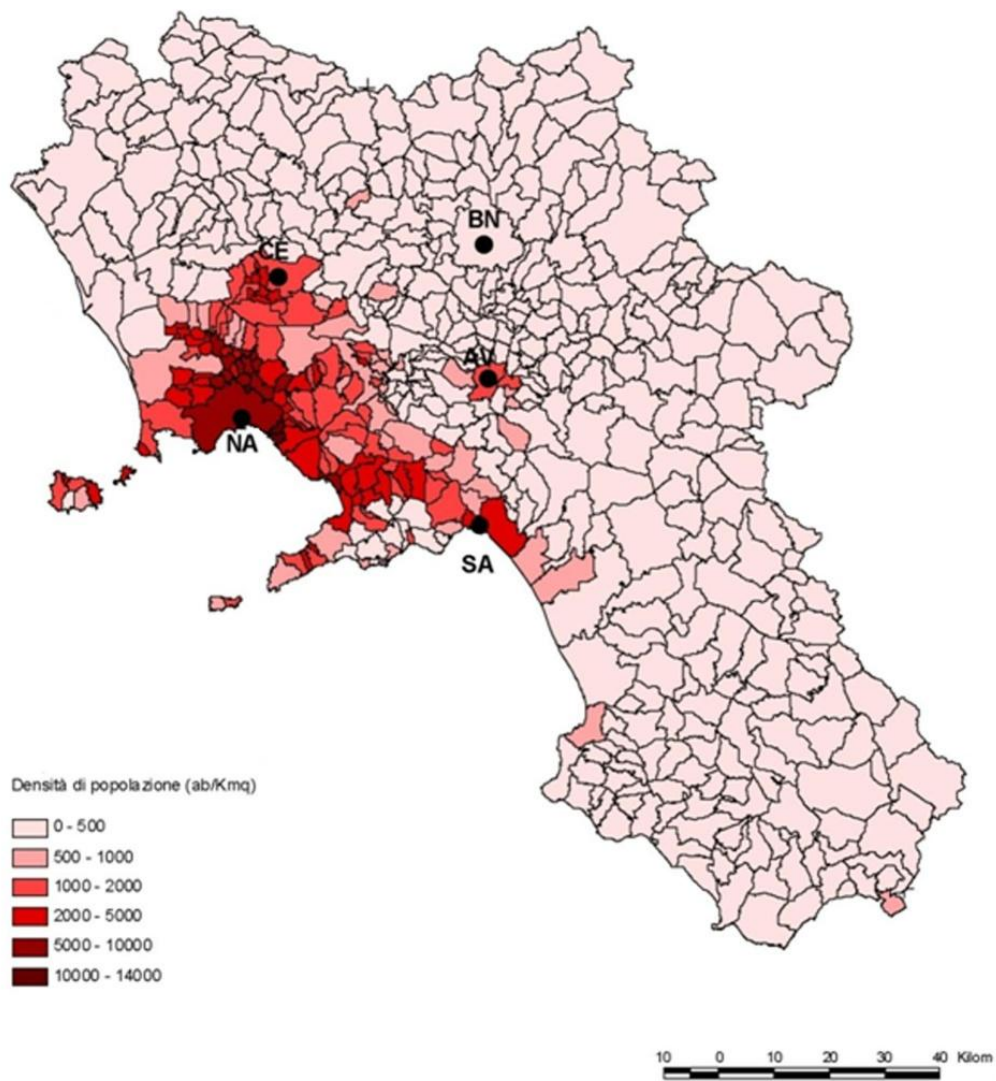 BN
CE
AV
NA
SA
Densità di popolazione (ab/Kmq)
0 - 500
500 - 1000
1000 - 2000
2000 - 5000
5000 - 10000
10000 - 14000
10 0 10 20 30 40 Kilom